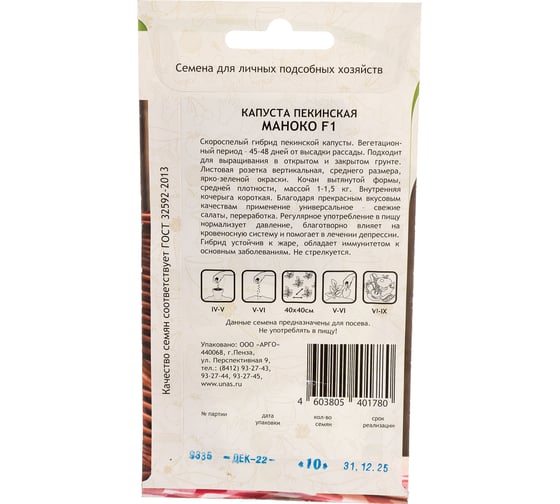 Семена для личных подсобных хозяйств
КАПУСТА ПЕКИНСКАЯ
МАНОКО F1
Скороспелый гибрид пекинской капусты. Вегетацион-
ный период - 45-48 дней от высадки рассады. Подходит
для выращивания в открытом и закрытом грунте.
Листовая розетка вертикальная, среднего размера,
ярко-зеленой окраски. Кочан вытянутой формы,
средней плотности, массой 1-1,5 кг. Внутренняя
кочерыга короткая. Благодаря прекрасным вкусовым
качествам применение универсальное - свежие
салаты, переработка. Регулярное употребление в пищу
нормализует давление, благотворно влияет на
кровеносную систему и помогает в лечении депрессии.
Гибрид устойчив к жаре, обладает иммунитетом к
основным заболеваниям. Не стрелкуется.
IV-V V-VI 40х40см V-VI VI-IX
Данные семена предназначены для посева.
Не употреблять в пищу!
Упаковано: ООО «АРГО»
440068, г.Пенза,
ул. Перспективная 9,
тел.: (8412) 93-27-43,
93-27-44, 93-27-45,
www.unas.ru
4 603805 401780
№ партии дата упаковки кол-во семян срок реализации
9335 -ДЕК-22- «10» 31.12.25
Качество семян соответствует ГОСТ 32592-2013